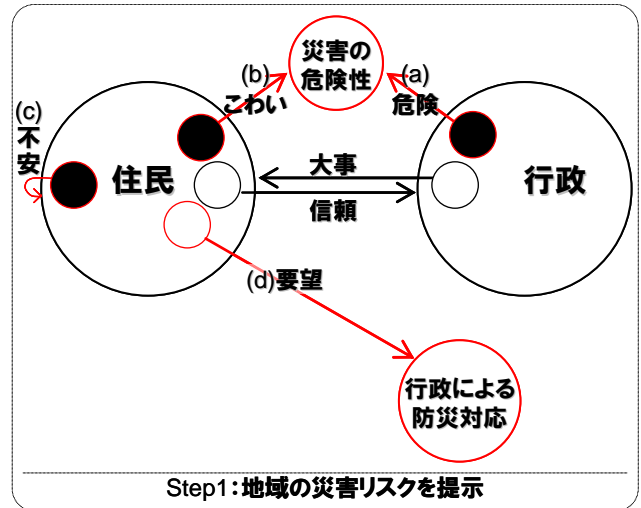 災害の
危険性
(b)
こわい
(a)
危険
(c)
不安
住民
大事
信頼
行政
(d)要望
行政による
防災対応
Step1:地域の災害リスクを提示